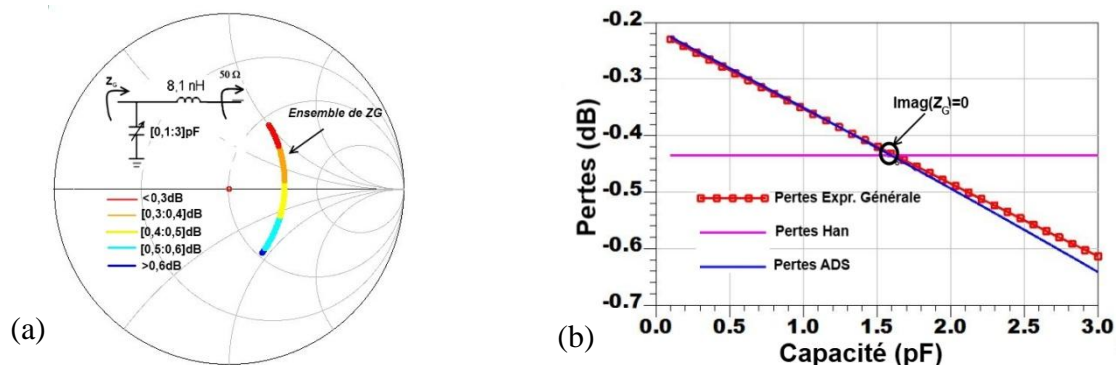 (a)
Z_G
8,1 nH
50 Ω
[0,1:3]pF
Ensemble de ZG
<0,3dB
[0,3:0,4]dB
[0,4:0,5]dB
[0,5:0,6]dB
>0,6dB
(b)
Pertes (dB)
-0.2
-0.3
-0.4
-0.5
-0.6
-0.7
Imag(Z_G)=0
Pertes Expr. Générale
Pertes Han
Pertes ADS
0.0 0.5 1.0 1.5 2.0 2.5 3.0
Capacité (pF)